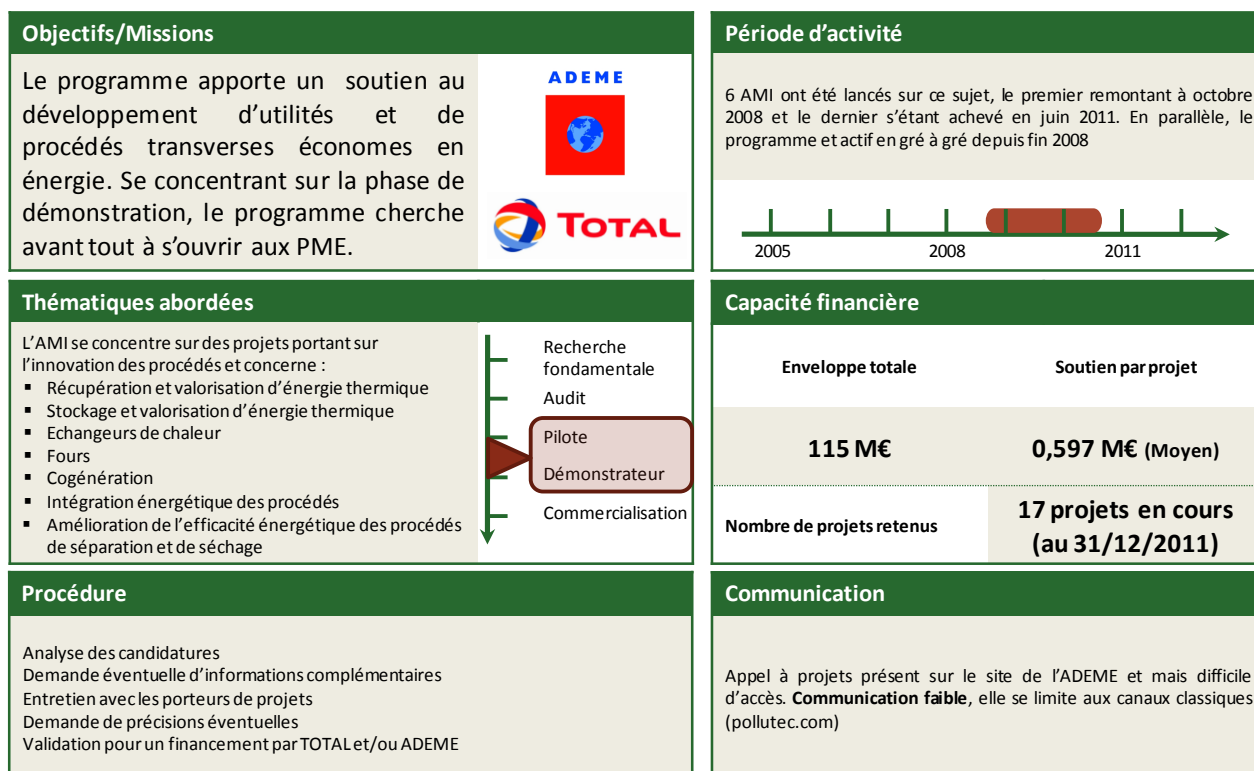 Objectifs/Missions
Le programme apporte un soutien au
développement d'utilités et de
procédés transverses économes en
énergie. Se concentrant sur la phase de
démonstration, le programme cherche
avant tout à s'ouvrir aux PME.
ADEME
TOTAL
Période d'activité
6 AMI ont été lancés sur ce sujet, le premier remontant à octobre
2008 et le dernier s'étant achevé en juin 2011. En parallèle, le
programme et actif en gré à gré depuis fin 2008
2005 2008 2011
Thématiques abordées
L'AMI se concentre sur des projets portant sur
l'innovation des procédés et concerne :
▪ Récupération et valorisation d'énergie thermique
▪ Stockage et valorisation d'énergie thermique
▪ Echangeurs de chaleur
▪ Fours
▪ Cogénération
▪ Intégration énergétique des procédés
▪ Amélioration de l'efficacité énergétique des procédés
de séparation et de séchage
Recherche
fondamentale
Audit
Pilote
Démonstrateur
Commercialisation
Capacité financière
Enveloppe totale Soutien par projet
115 M€ 0,597 M€ (Moyen)
Nombre de projets retenus 17 projets en cours
(au 31/12/2011)
Procédure
Analyse des candidatures
Demande éventuelle d'informations complémentaires
Entretien avec les porteurs de projets
Demande de précisions éventuelles
Validation pour un financement par TOTAL et/ou ADEME
Communication
Appel à projets présent sur le site de l'ADEME et mais difficile
d'accès. Communication faible, elle se limite aux canaux classiques
(pollutec.com)